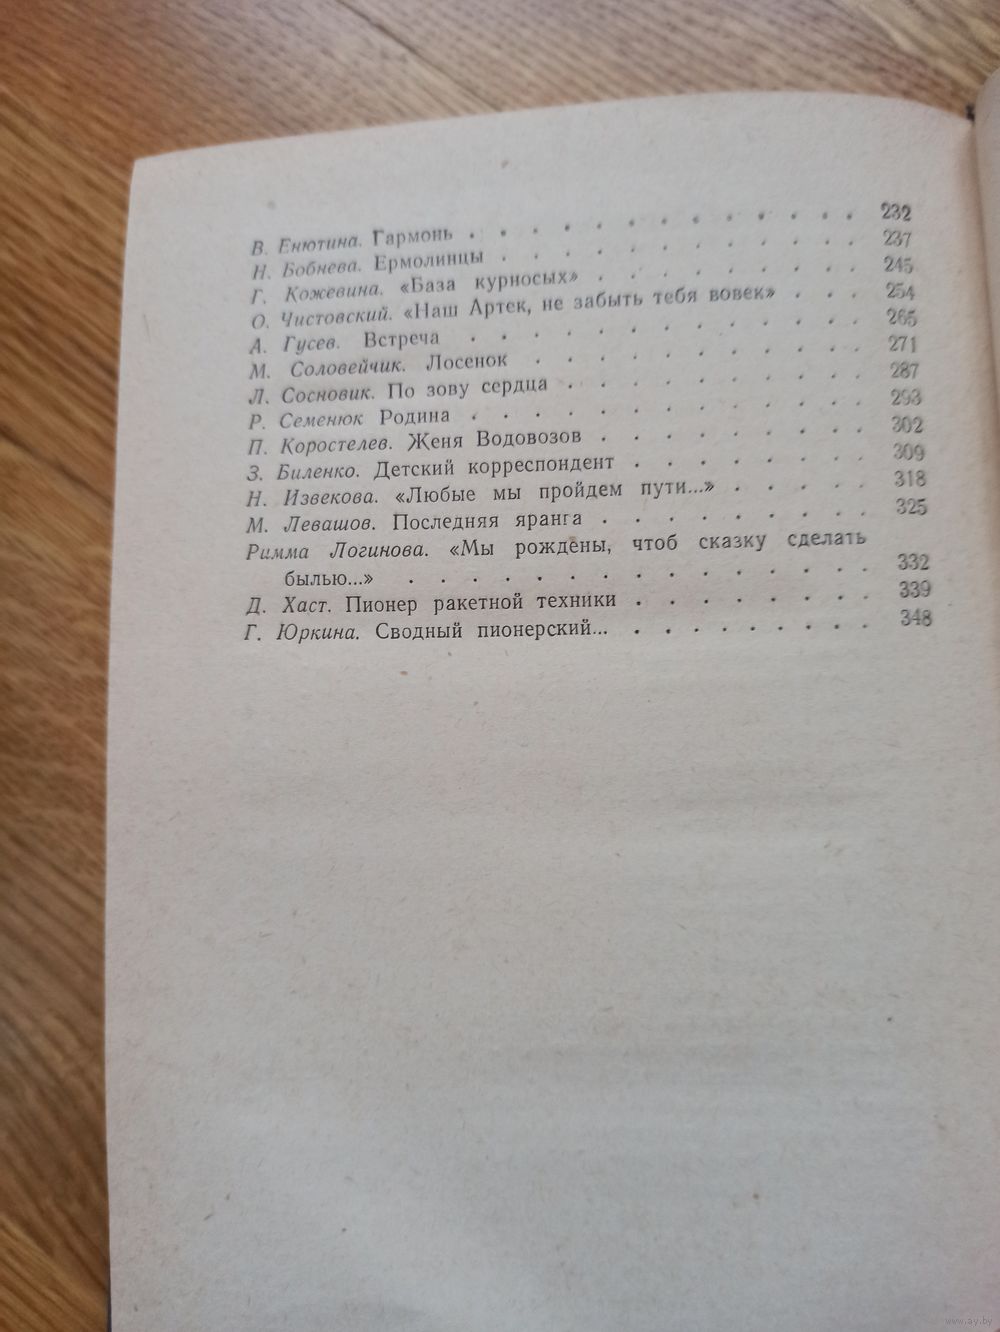 В. Енютина. Гармонь . . . . . . . . . . . . . 232
Н. Бобнева. Ермолинцы . . . . . . . . . . . . 237
Г. Кожевина. «База курносых» . . . . . . . . . 245
О. Чистовский. «Наш Артек, не забыть тебя вовек» . . . 254
А. Гусев. Встреча . . . . . . . . . . . . 265
М. Соловейчик. Лосенок . . . . . . . . . . . 271
Л. Сосновик. По зову сердца . . . . . . . . . . 287
Р. Семенюк Родина . . . . . . . . . . . . . 293
П. Коростелев. Женя Водовозов . . . . . . . . . 302
З. Биленко. Детский корреспондент . . . . . . . . 309
Н. Извекова. «Любые мы пройдем пути...» . . . . . 318
М. Левашов. Последняя яранга . . . . . . . . . 325
Римма Логинова. «Мы рождены, чтоб сказку сделать
былью...» . . . . . . . . . . . . . . . 332
Д. Хаст. Пионер ракетной техники . . . . . . . . 339
Г. Юркина. Сводный пионерский... . . . . . . . . 348
www.ay.by